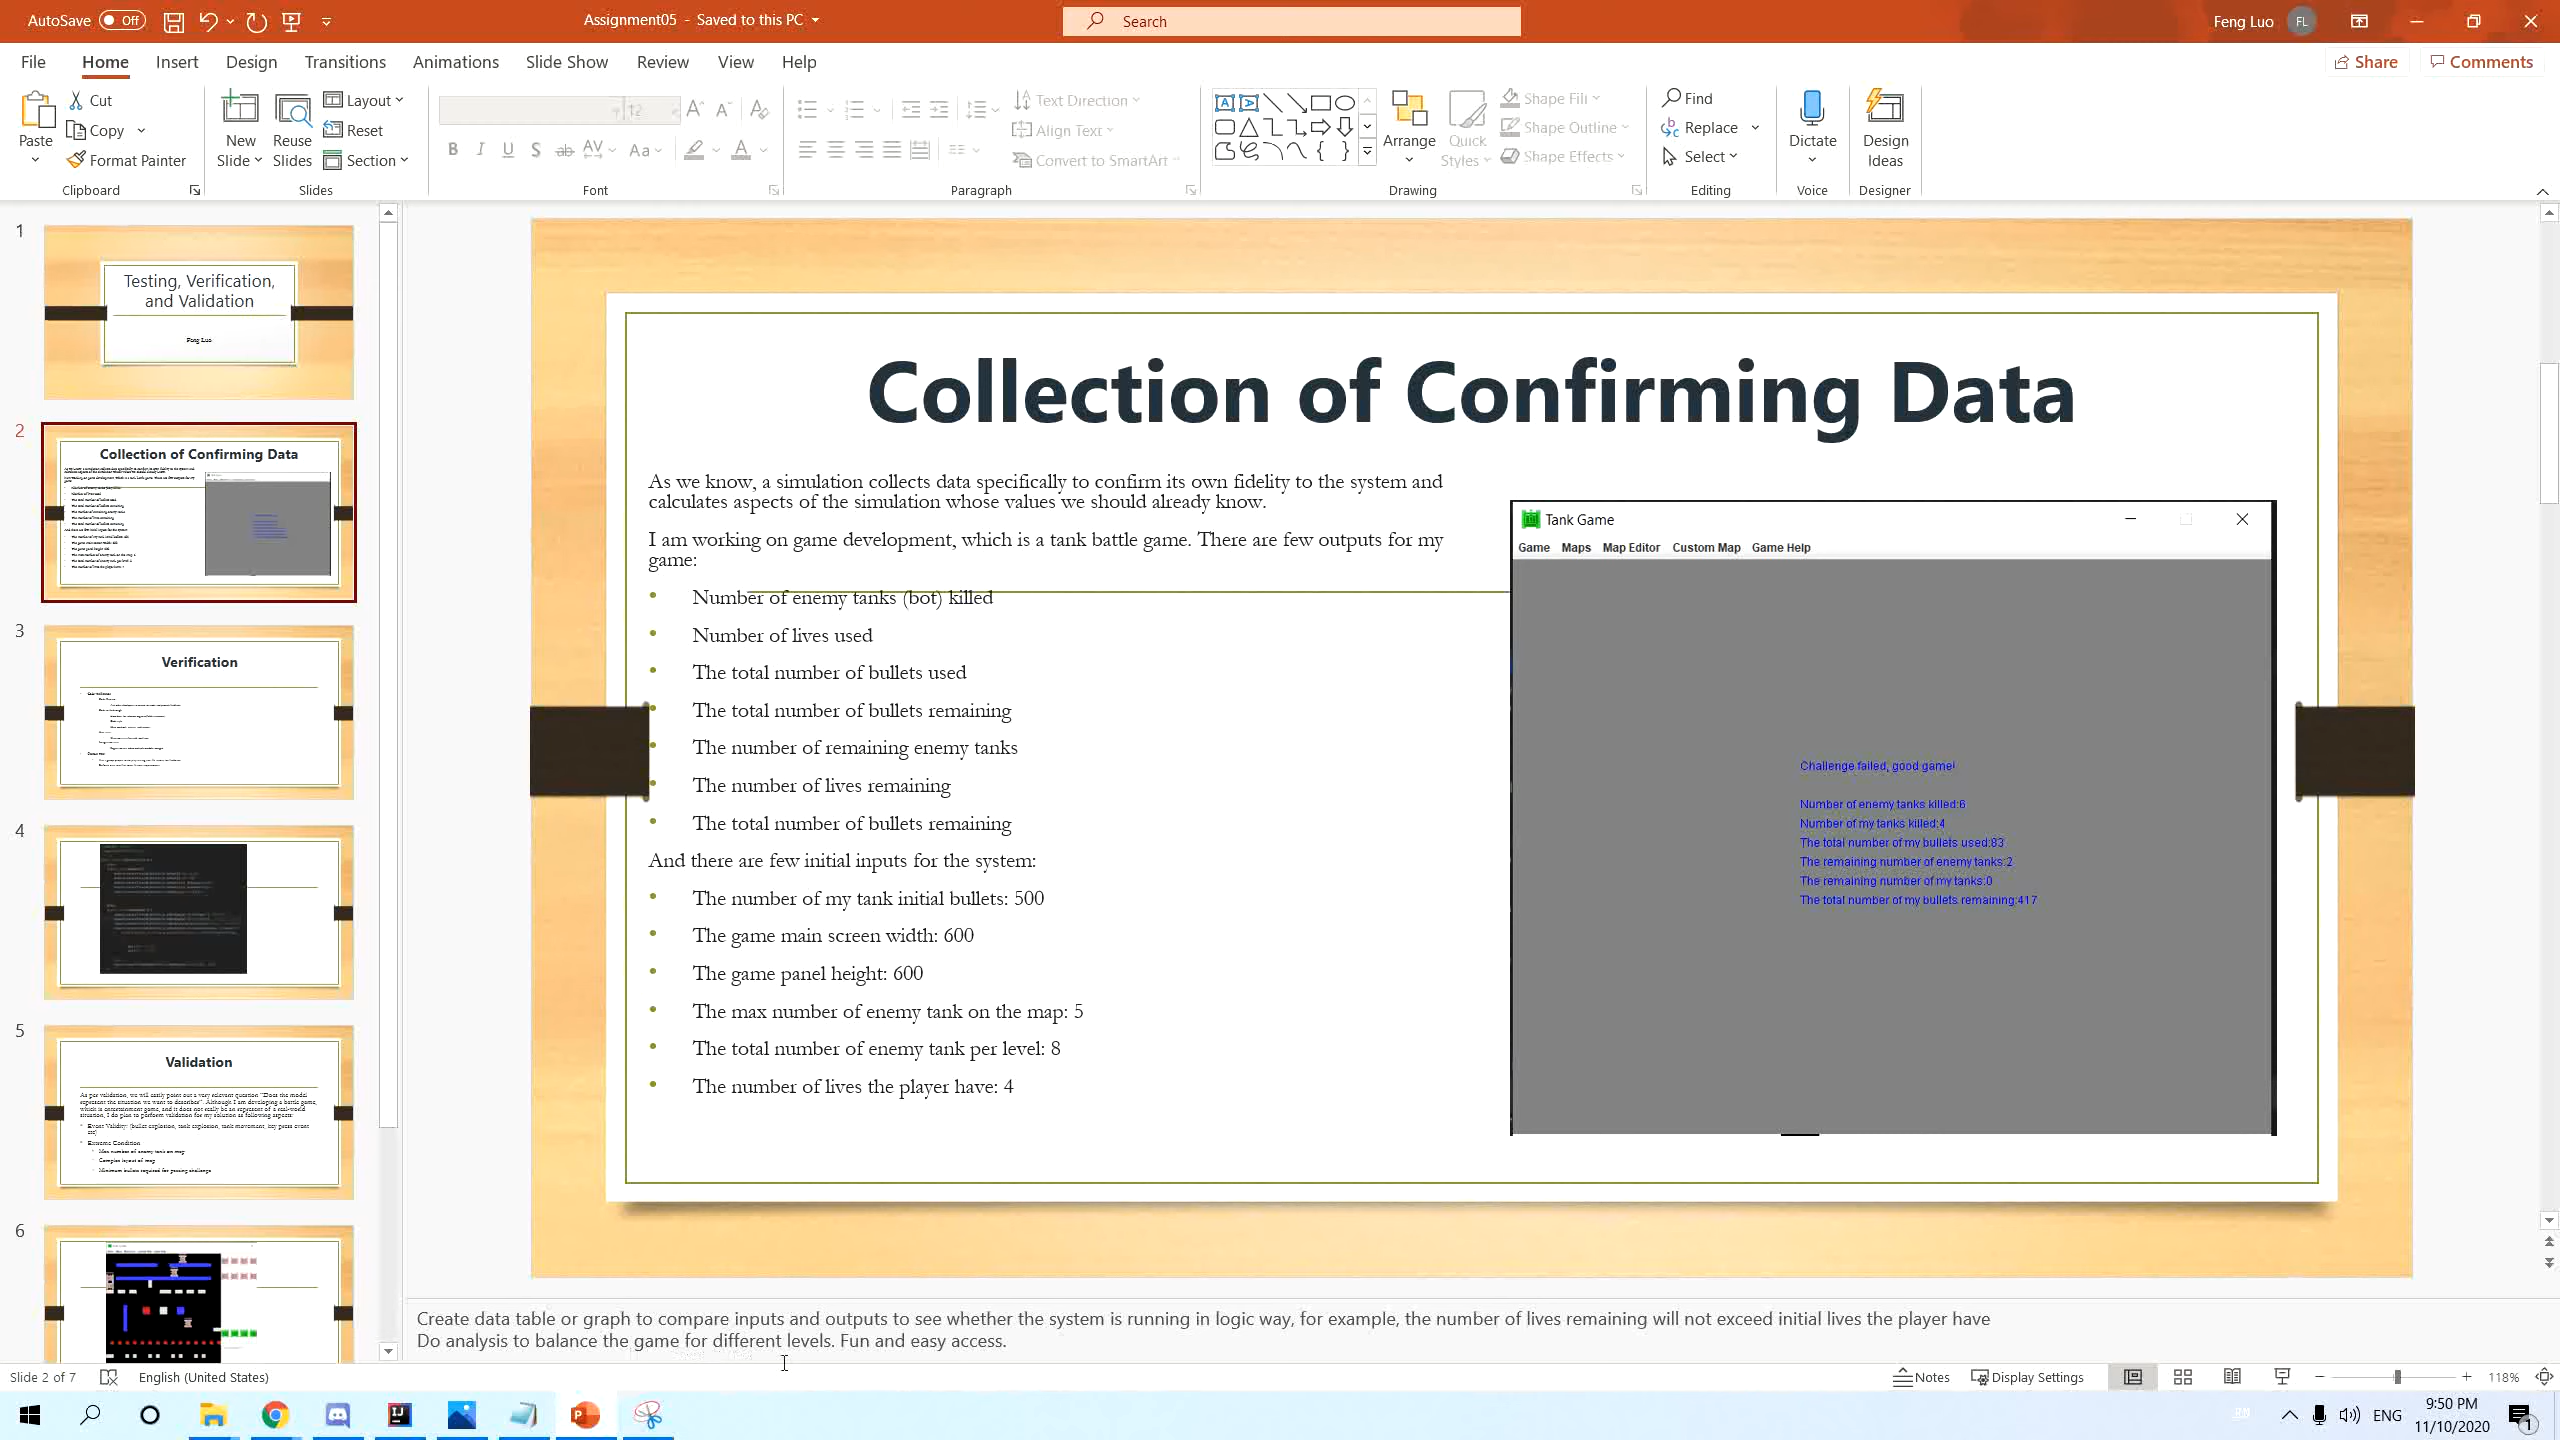 AutoSave Off
Assignment05 - Saved to this PC
Search
Feng Luo FL
File Home Insert Design Transitions Animations Slide Show Review View Help Share Comments
Paste Cut Copy Format Painter Clipboard
New Slide Reuse Slides Layout Reset Section Slides
B I U S ab AV Aa A Font
Text Direction Align Text Convert to SmartArt Paragraph
Arrange Quick Styles Shape Fill Shape Outline Shape Effects Drawing
Find Replace Select Editing
Dictate Voice
Design Ideas Designer
1
Testing, Verification,
and Validation
Feng Luo
2
Collection of Confirming Data
3
Verification
4
5
Validation
6
Collection of Confirming Data
As we know, a simulation collects data specifically to confirm its own fidelity to the system and
calculates aspects of the simulation whose values we should already know.
I am working on game development, which is a tank battle game. There are few outputs for my
game:
• Number of enemy tanks (bot) killed
• Number of lives used
• The total number of bullets used
• The total number of bullets remaining
• The number of remaining enemy tanks
• The number of lives remaining
• The total number of bullets remaining
And there are few initial inputs for the system:
• The number of my tank initial bullets: 500
• The game main screen width: 600
• The game panel height: 600
• The max number of enemy tank on the map: 5
• The total number of enemy tank per level: 8
• The number of lives the player have: 4
Tank Game
Game Maps Map Editor Custom Map Game Help
Challenge failed, good game!
Number of enemy tanks killed:6
Number of my tanks killed:4
The total number of my bullets used:83
The remaining number of enemy tanks:2
The remaining number of my tanks:0
The total number of my bullets remaining:417
Create data table or graph to compare inputs and outputs to see whether the system is running in logic way, for example, the number of lives remaining will not exceed initial lives the player have
Do analysis to balance the game for different levels. Fun and easy access.
Slide 2 of 7 English (United States) Notes Display Settings 118%
ENG
9:50 PM
11/10/2020
1